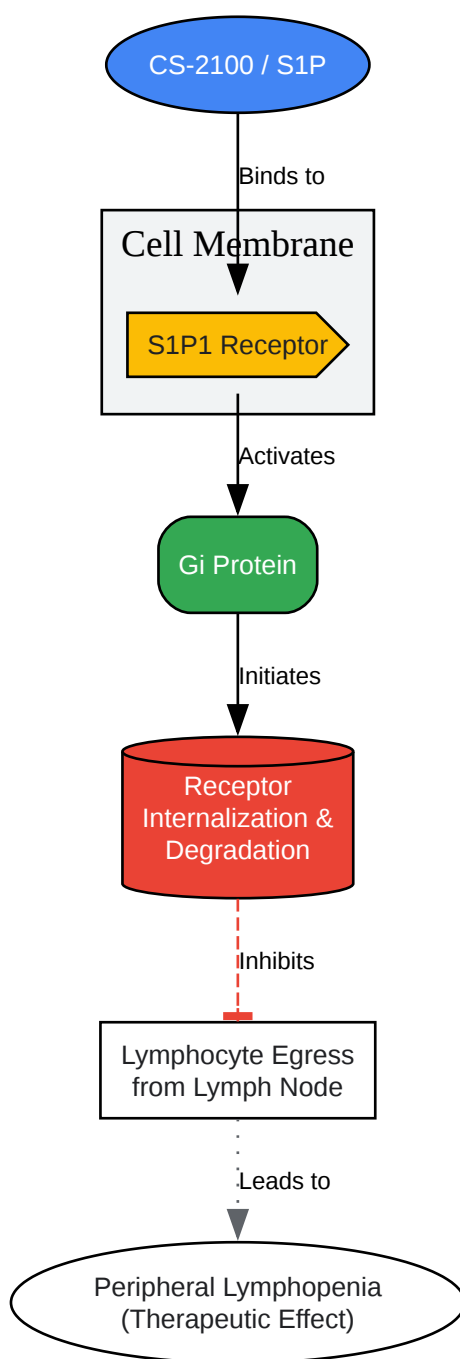 CS-2100 / S1P
Binds to
Cell Membrane
S1P1 Receptor
Activates
Gi Protein
Initiates
Receptor
Internalization &
Degradation
Inhibits
Lymphocyte Egress
from Lymph Node
Leads to
Peripheral Lymphopenia
(Therapeutic Effect)